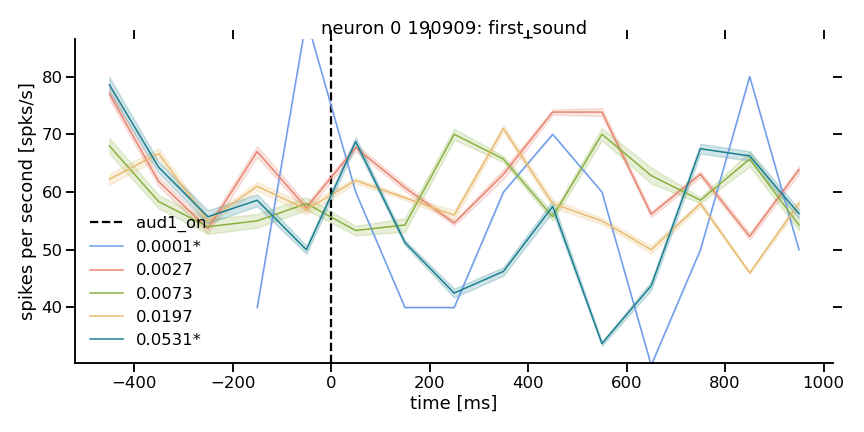 neuron 0 190909: first_sound
spikes per second [spks/s]
80
70
60
50
40
aud1_on
0.0001*
0.0027
0.0073
0.0197
0.0531*
−400 −200 0 200 400 600 800 1000
time [ms]